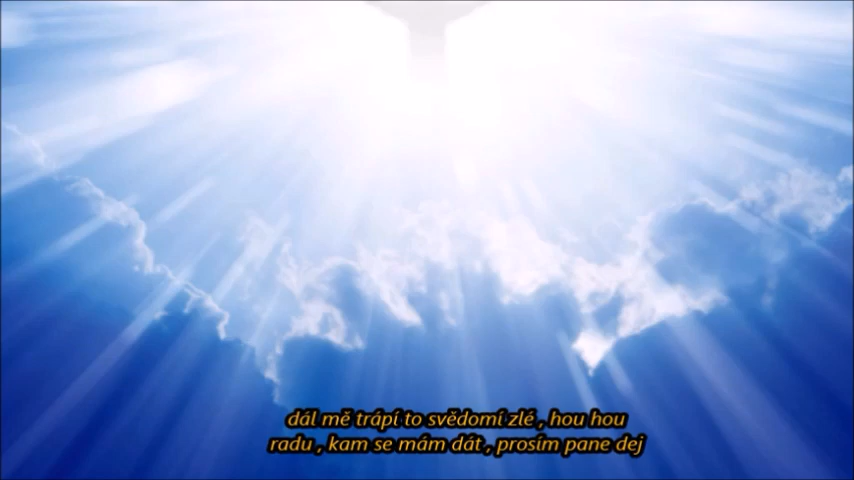 dál mě trápí to svědomí zlé , hou hou
radu , kam se mám dát , prosím pane dej